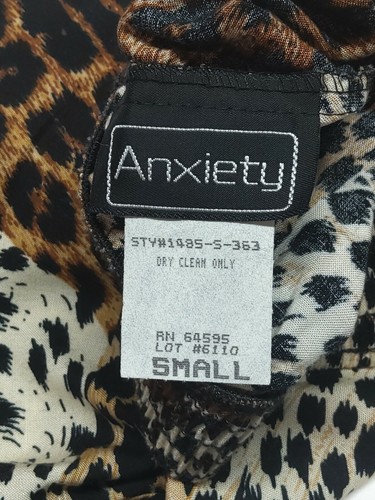 Anxiety
STY#1485-S-363
DRY CLEAN ONLY
RN 64595
LOT #6110
SMALL